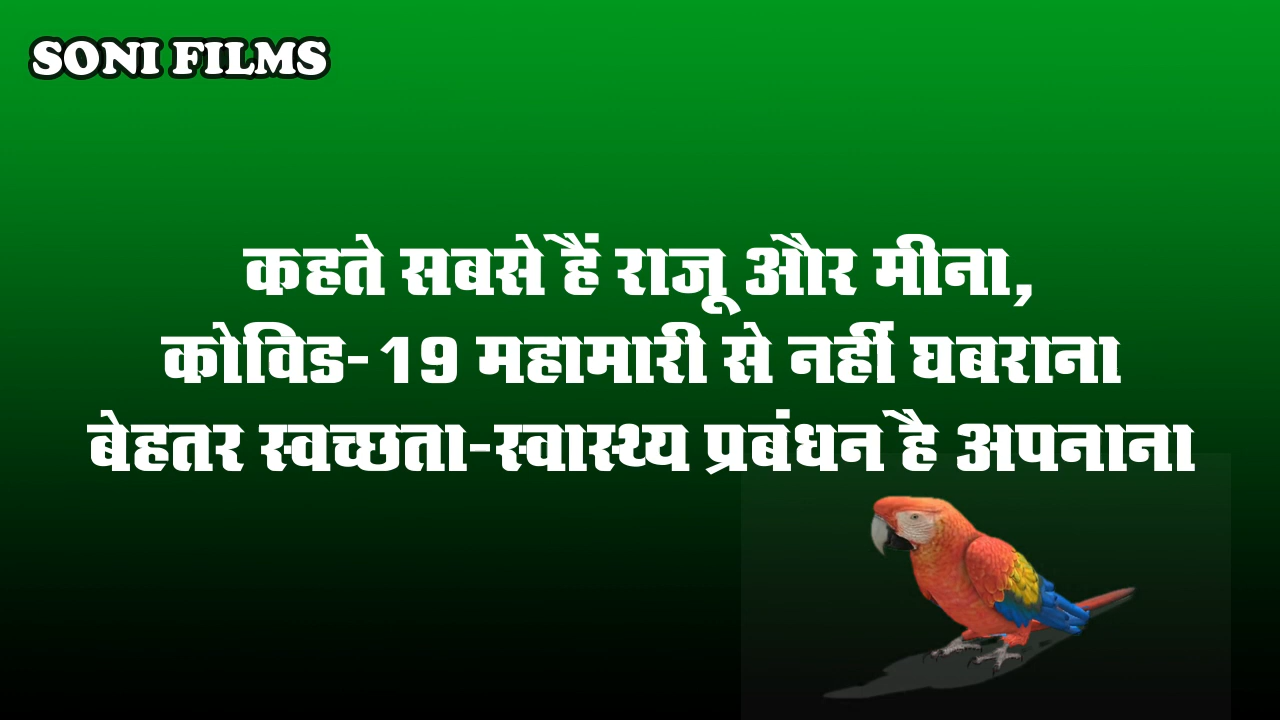 SONI FILMS
कहते सबसे हैं राजू और मीना,
कोविड-19 महामारी से नहीं घबराना
बेहतर स्वच्छता-स्वास्थ्य प्रबंधन है अपनाना